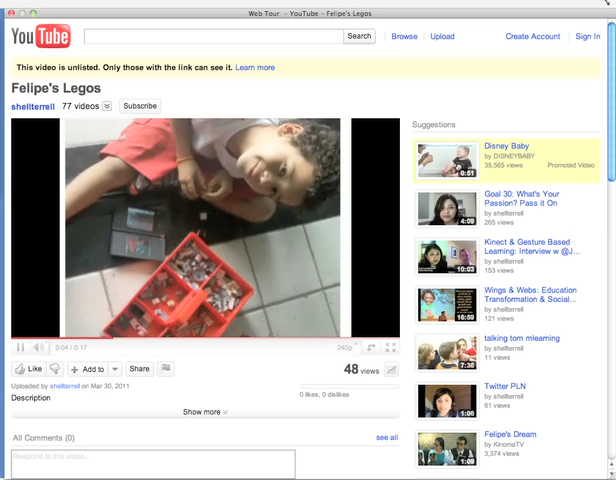 Web Tour - YouTube - Felipe's Legos
YouTube
Search
Browse
Upload
Create Account
Sign In
This video is unlisted. Only those with the link can see it. Learn more
Felipe's Legos
shellterrell 77 videos
Subscribe
0:04 / 0:17
240p
Like
Add to
Share
48 views
Uploaded by shellterrell on Mar 30, 2011
0 likes, 0 dislikes
Description
Show more
All Comments (0)
see all
Respond to this video...
Suggestions
0:51
Disney Baby
by DISNEYBABY
35,565 views
Promoted Video
4:09
Goal 30: What's Your
Passion? Pass it On
by shellterrell
265 views
10:03
Kinect & Gesture Based
Learning: Interview w @J...
by shellterrell
153 views
16:59
Wings & Webs: Education
Transformation & Social...
by shellterrell
121 views
7:36
talking tom mlearning
by shellterrell
11 views
1:06
Twitter PLN
by shellterrell
61 views
1:09
Felipe's Dream
by KinomaTV
3,374 views